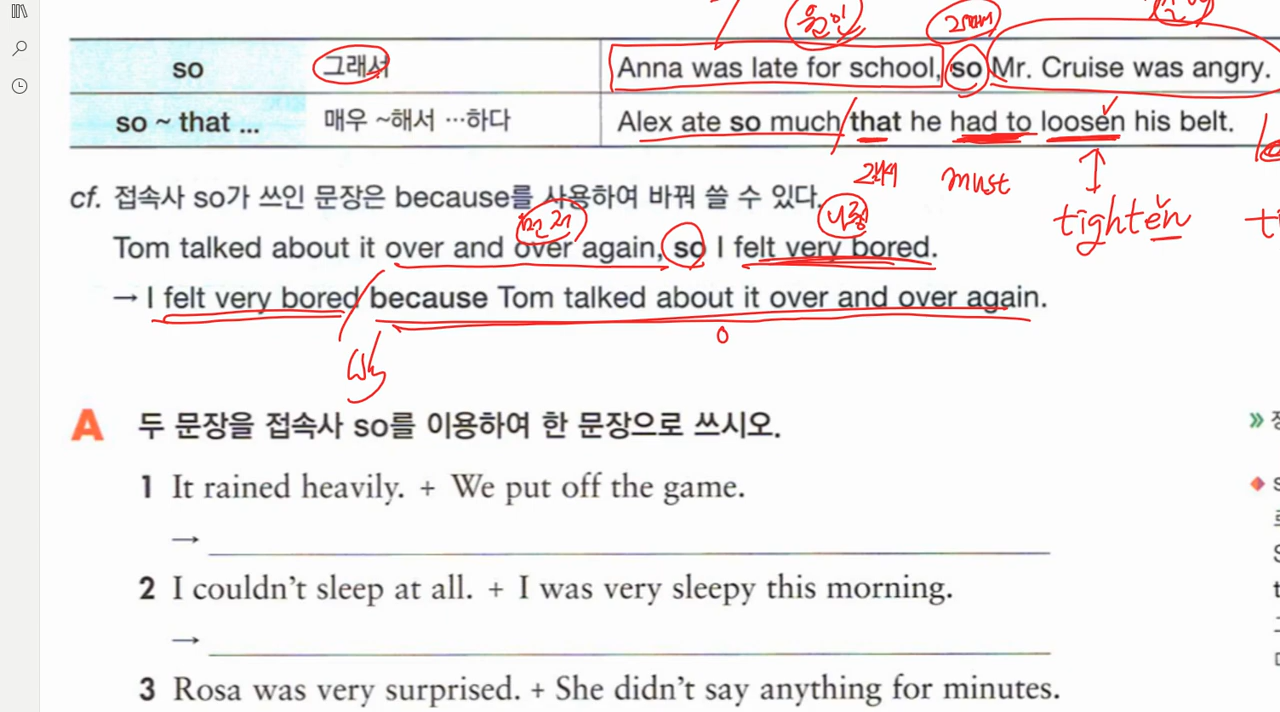 원인 그래서
so 그래서 Anna was late for school, so Mr. Cruise was angry.
so ~ that ... 매우 ~해서 …하다 Alex ate so much that he had to loosen his belt.
그래서 must tighten
cf. 접속사 so가 쓰인 문장은 because를 사용하여 바꿔 쓸 수 있다.
먼저 나중
Tom talked about it over and over again, so I felt very bored.
→ I felt very bored because Tom talked about it over and over again.
why
A 두 문장을 접속사 so를 이용하여 한 문장으로 쓰시오.
1 It rained heavily. + We put off the game.
→
2 I couldn't sleep at all. + I was very sleepy this morning.
→
3 Rosa was very surprised. + She didn't say anything for minutes.